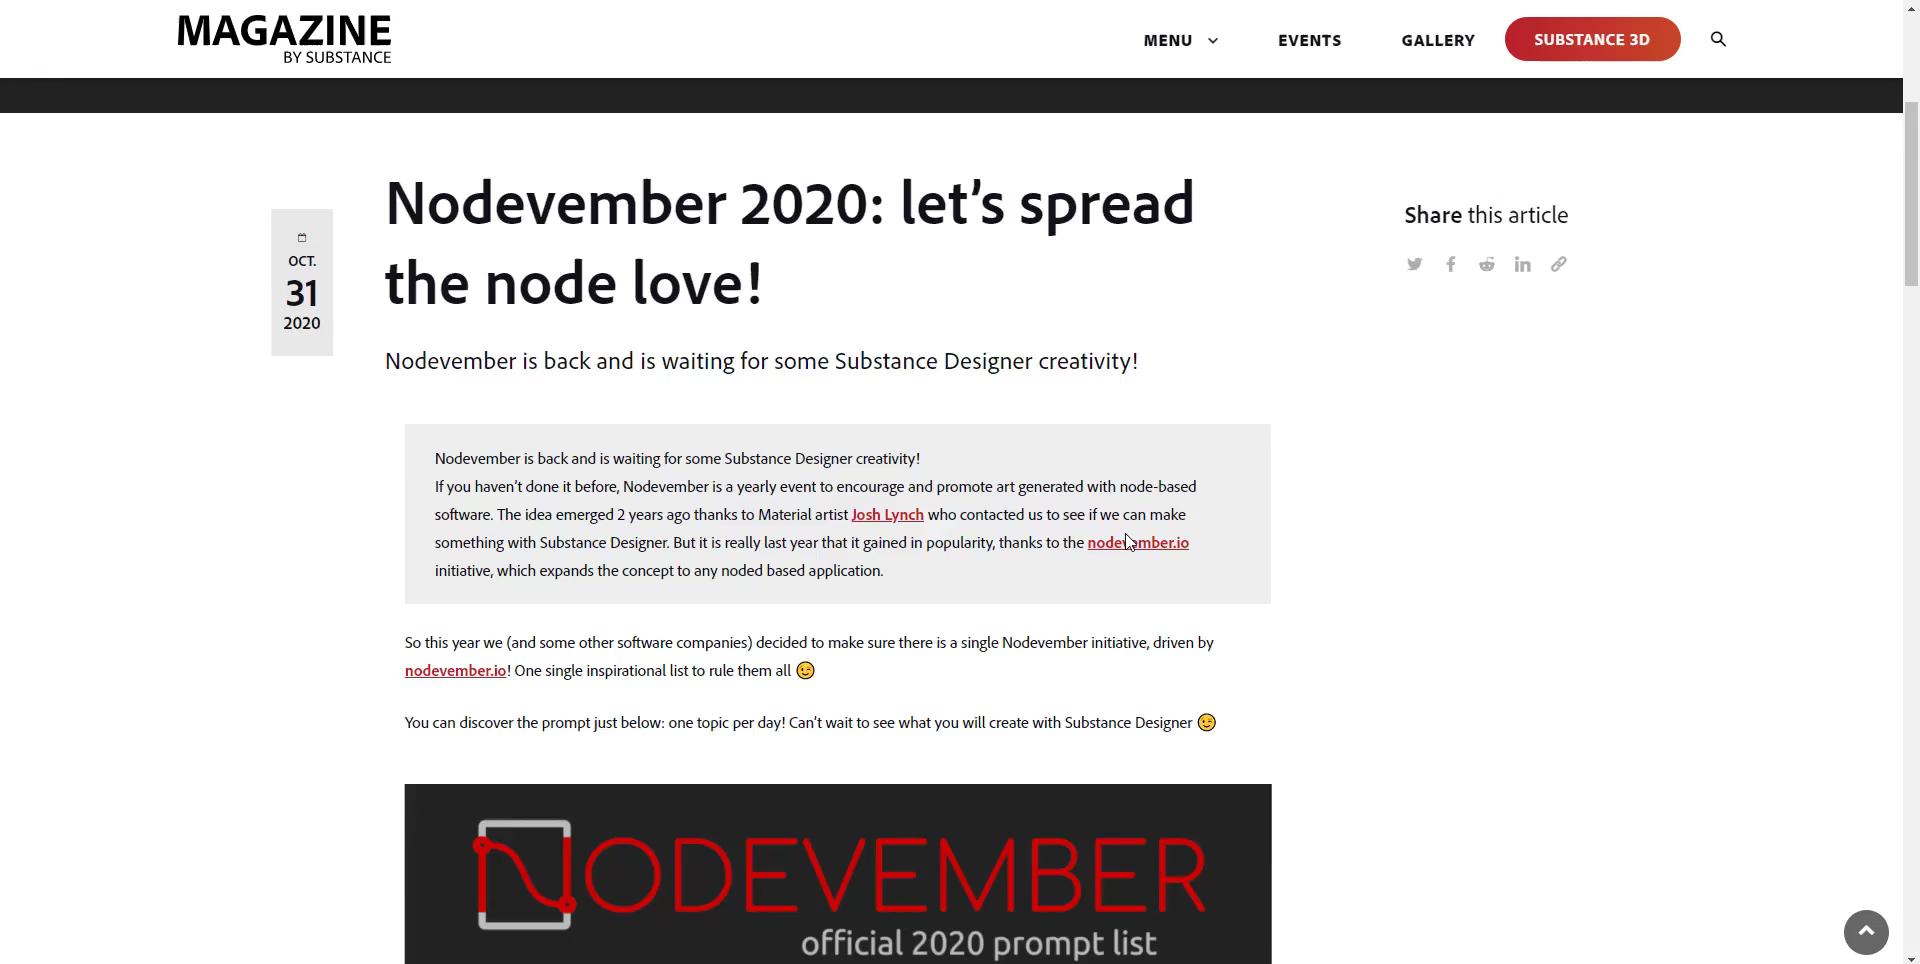 MAGAZINE
BY SUBSTANCE
MENU
EVENTS
GALLERY
SUBSTANCE 3D
OCT.
31
2020
Nodevember 2020: let’s spread
the node love!
Share this article
Nodevember is back and is waiting for some Substance Designer creativity!
Nodevember is back and is waiting for some Substance Designer creativity!
If you haven’t done it before, Nodevember is a yearly event to encourage and promote art generated with node-based
software. The idea emerged 2 years ago thanks to Material artist Josh Lynch who contacted us to see if we can make
something with Substance Designer. But it is really last year that it gained in popularity, thanks to the nodevember.io
initiative, which expands the concept to any noded based application.
So this year we (and some other software companies) decided to make sure there is a single Nodevember initiative, driven by
nodevember.io! One single inspirational list to rule them all 😉
You can discover the prompt just below: one topic per day! Can’t wait to see what you will create with Substance Designer 😉
NODEVEMBER
official 2020 prompt list